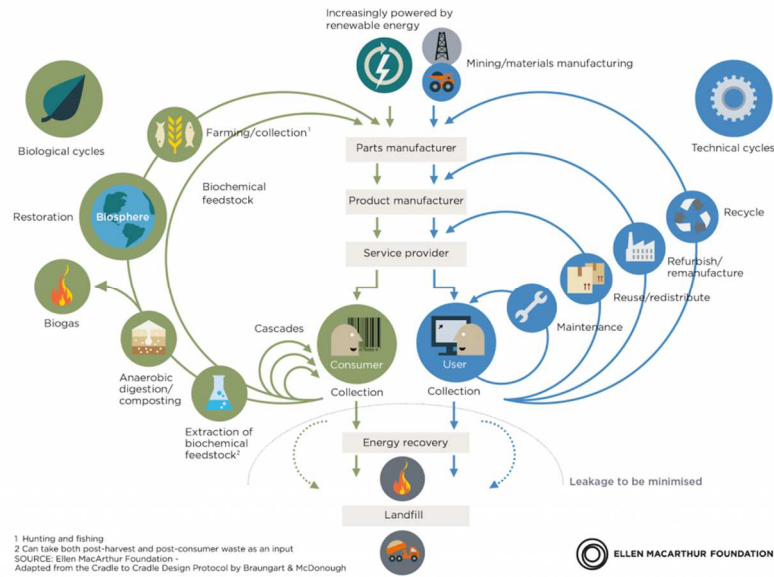 Increasingly powered by
renewable energy
Mining/materials manufacturing
Biological cycles
Technical cycles
Farming/collection¹
Parts manufacturer
Biochemical
feedstock
Product manufacturer
Restoration
Biosphere
Recycle
Service provider
Refurbish/
remanufacture
Reuse/redistribute
Biogas
Maintenance
Cascades
Consumer
User
Anaerobic
digestion/
composting
Collection
Collection
Extraction of
biochemical
feedstock²
Energy recovery
Leakage to be minimised
Landfill
1 Hunting and fishing
2 Can take both post-harvest and post-consumer waste as an input
SOURCE: Ellen MacArthur Foundation -
Adapted from the Cradle to Cradle Design Protocol by Braungart & McDonough
ELLEN MACARTHUR FOUNDATION